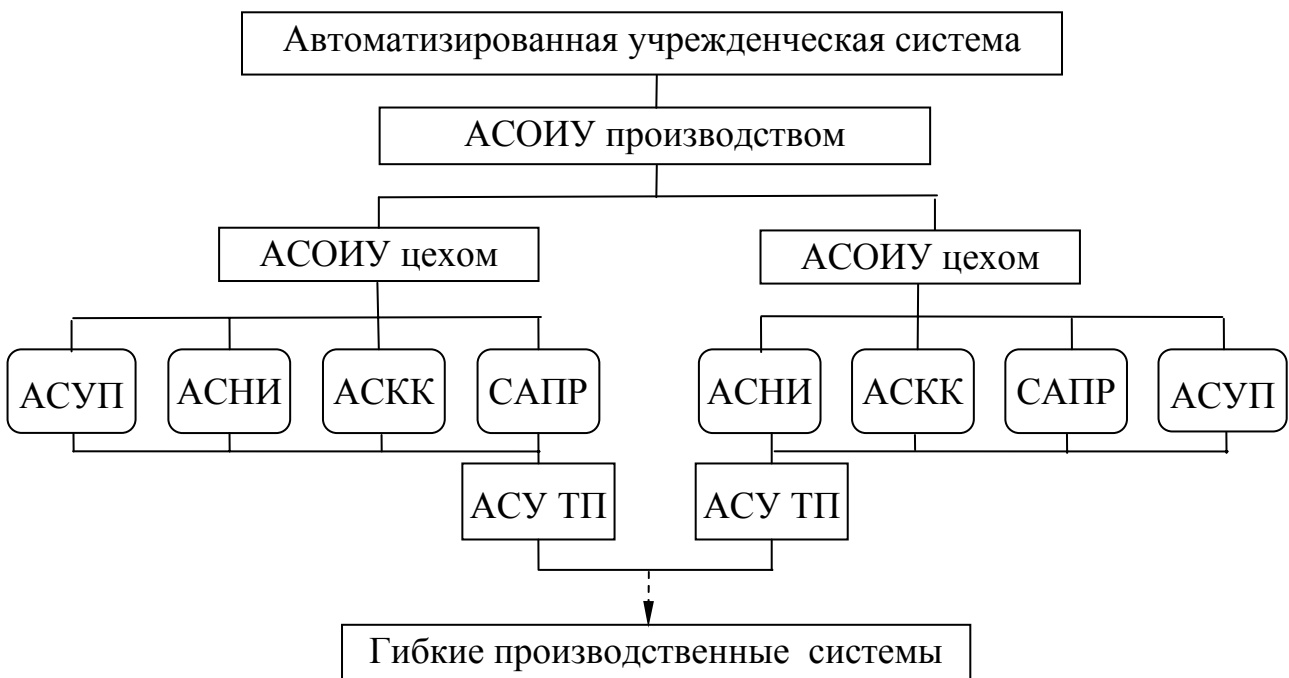 Автоматизированная учрежденческая система
АСОИУ производством
АСОИУ цехом
АСОИУ цехом
АСУП АСНИ АСКК САПР АСНИ АСКК САПР АСУП
АСУ ТП АСУ ТП
Гибкие производственные системы